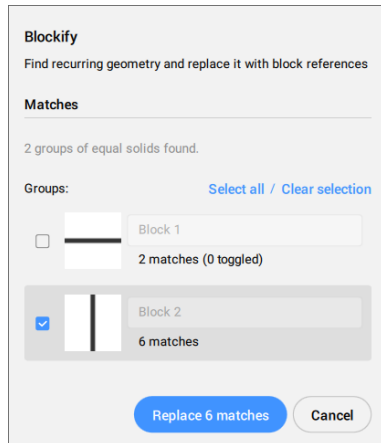 Blockify
Find recurring geometry and replace it with block references
Matches
2 groups of equal solids found.
Groups: Select all / Clear selection
Block 1
2 matches (0 toggled)
Block 2
6 matches
Replace 6 matches Cancel